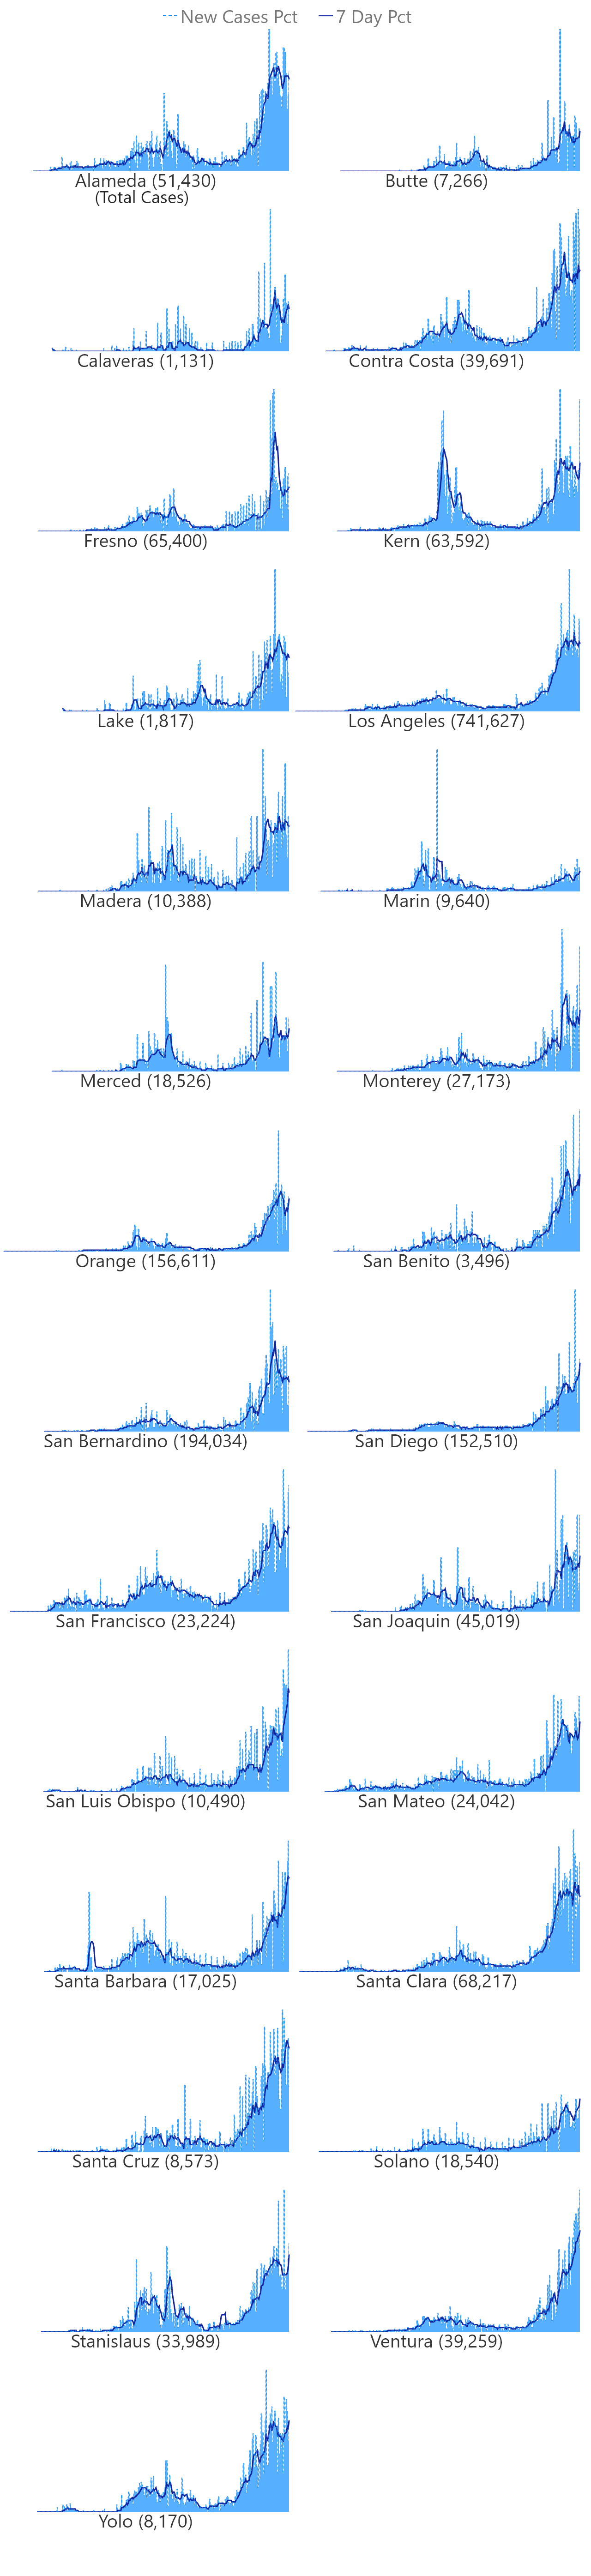 New Cases Pct 7 Day Pct
Alameda (51,430) Butte (7,266)
(Total Cases)
Calaveras (1,131) Contra Costa (39,691)
Fresno (65,400) Kern (63,592)
Lake (1,817) Los Angeles (741,627)
Madera (10,388) Marin (9,640)
Merced (18,526) Monterey (27,173)
Orange (156,611) San Benito (3,496)
San Bernardino (194,034) San Diego (152,510)
San Francisco (23,224) San Joaquin (45,019)
San Luis Obispo (10,490) San Mateo (24,042)
Santa Barbara (17,025) Santa Clara (68,217)
Santa Cruz (8,573) Solano (18,540)
Stanislaus (33,989) Ventura (39,259)
Yolo (8,170)